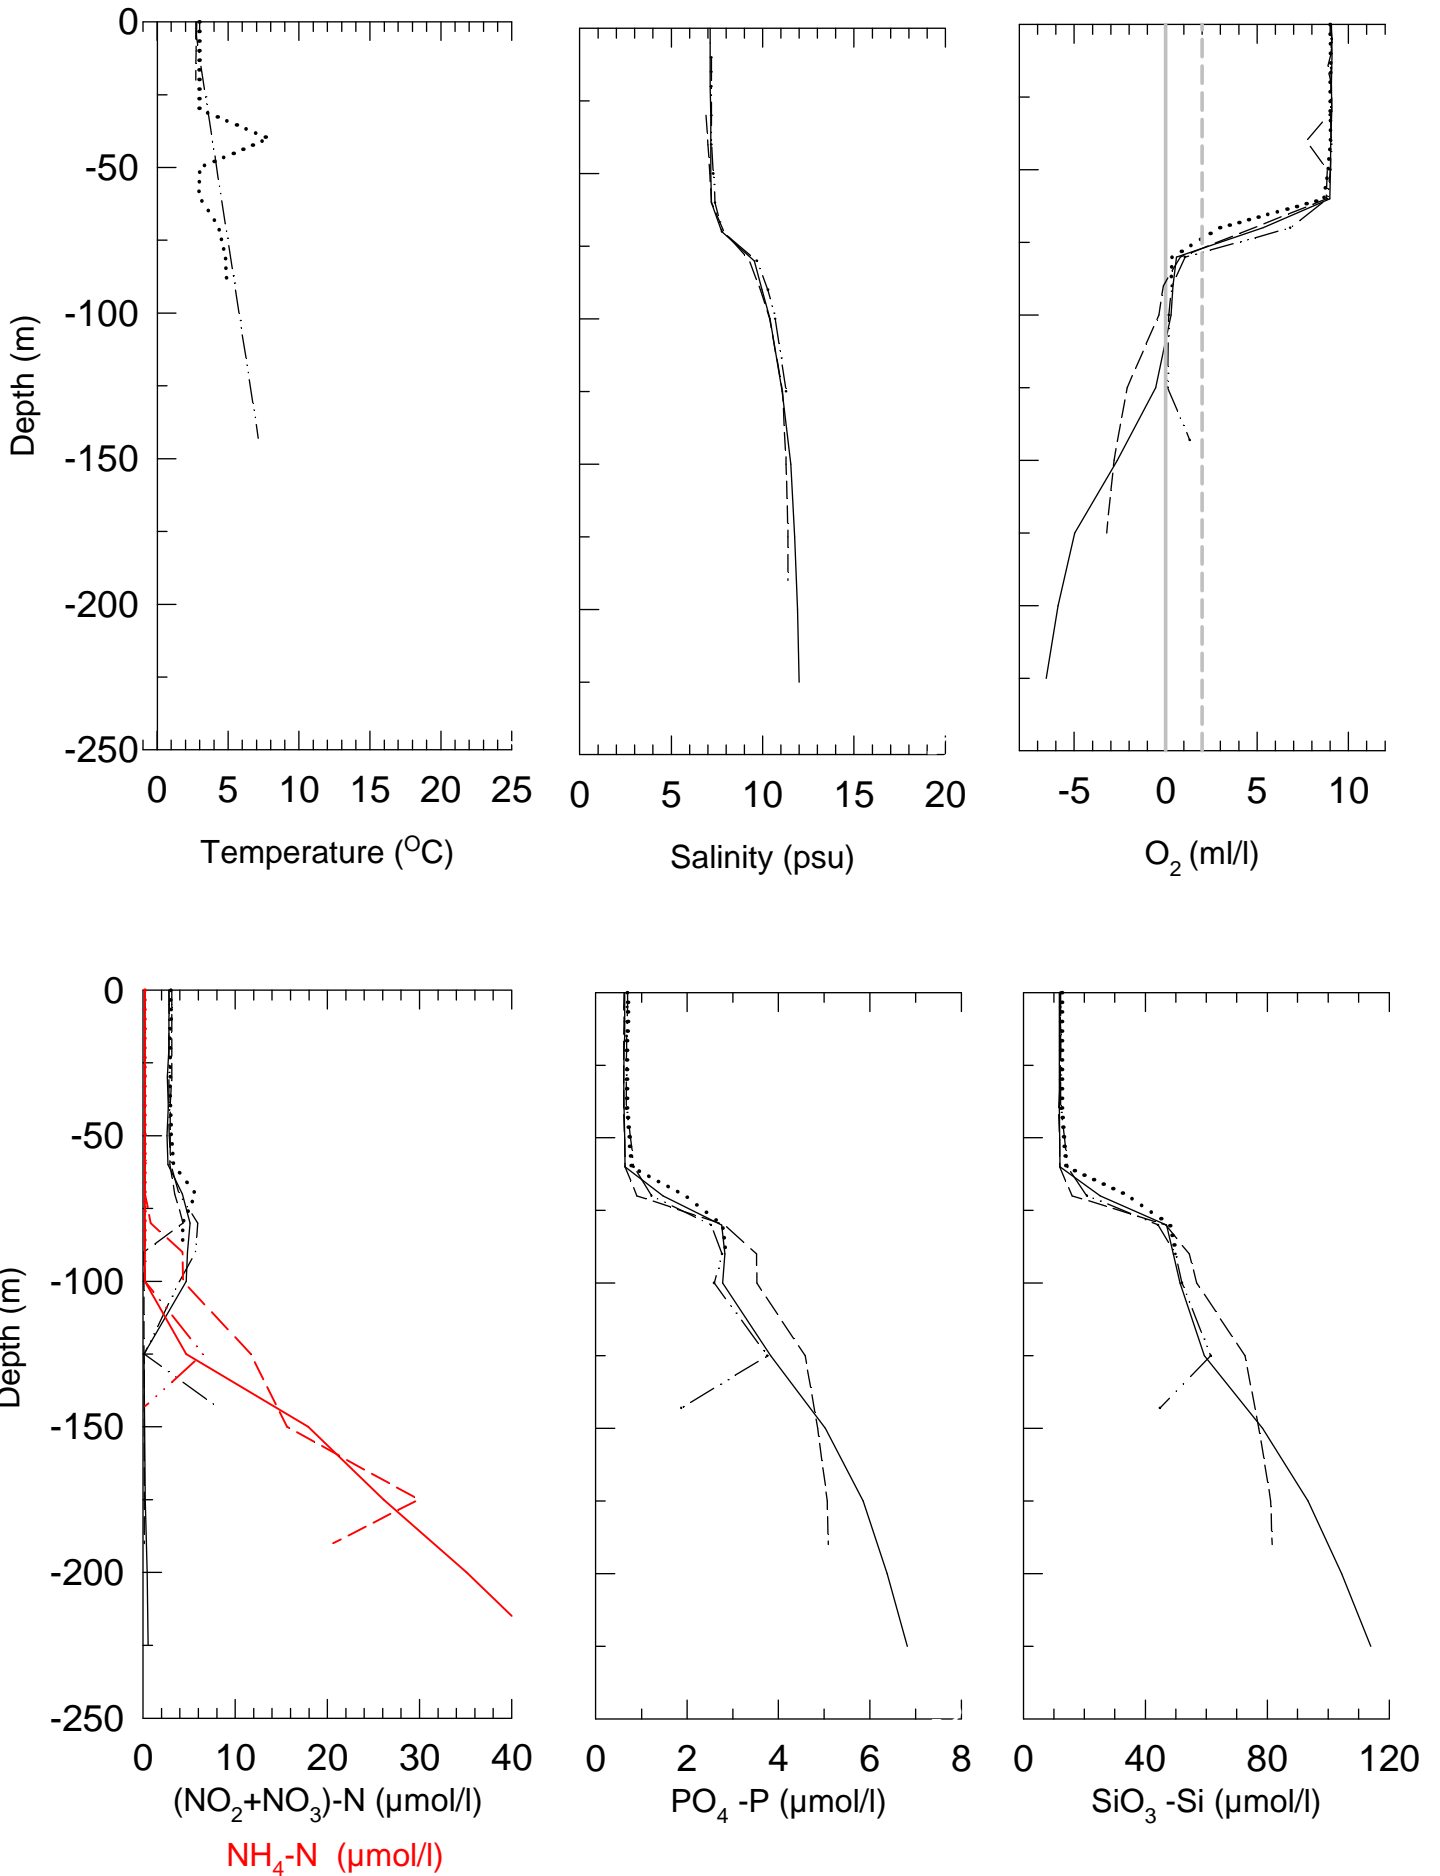 0
-50
-100
-150
-200
-250
Depth (m)
0 5 10 15 20 25
Temperature (OC)
0 5 10 15 20
Salinity (psu)
-5 0 5 10
O2 (ml/l)
0
-50
-100
-150
-200
-250
Depth (m)
0 10 20 30 40
(NO2+NO3)-N (µmol/l)
NH4-N (µmol/l)
0 2 4 6 8
PO4 -P (µmol/l)
0 40 80 120
SiO3 -Si (µmol/l)